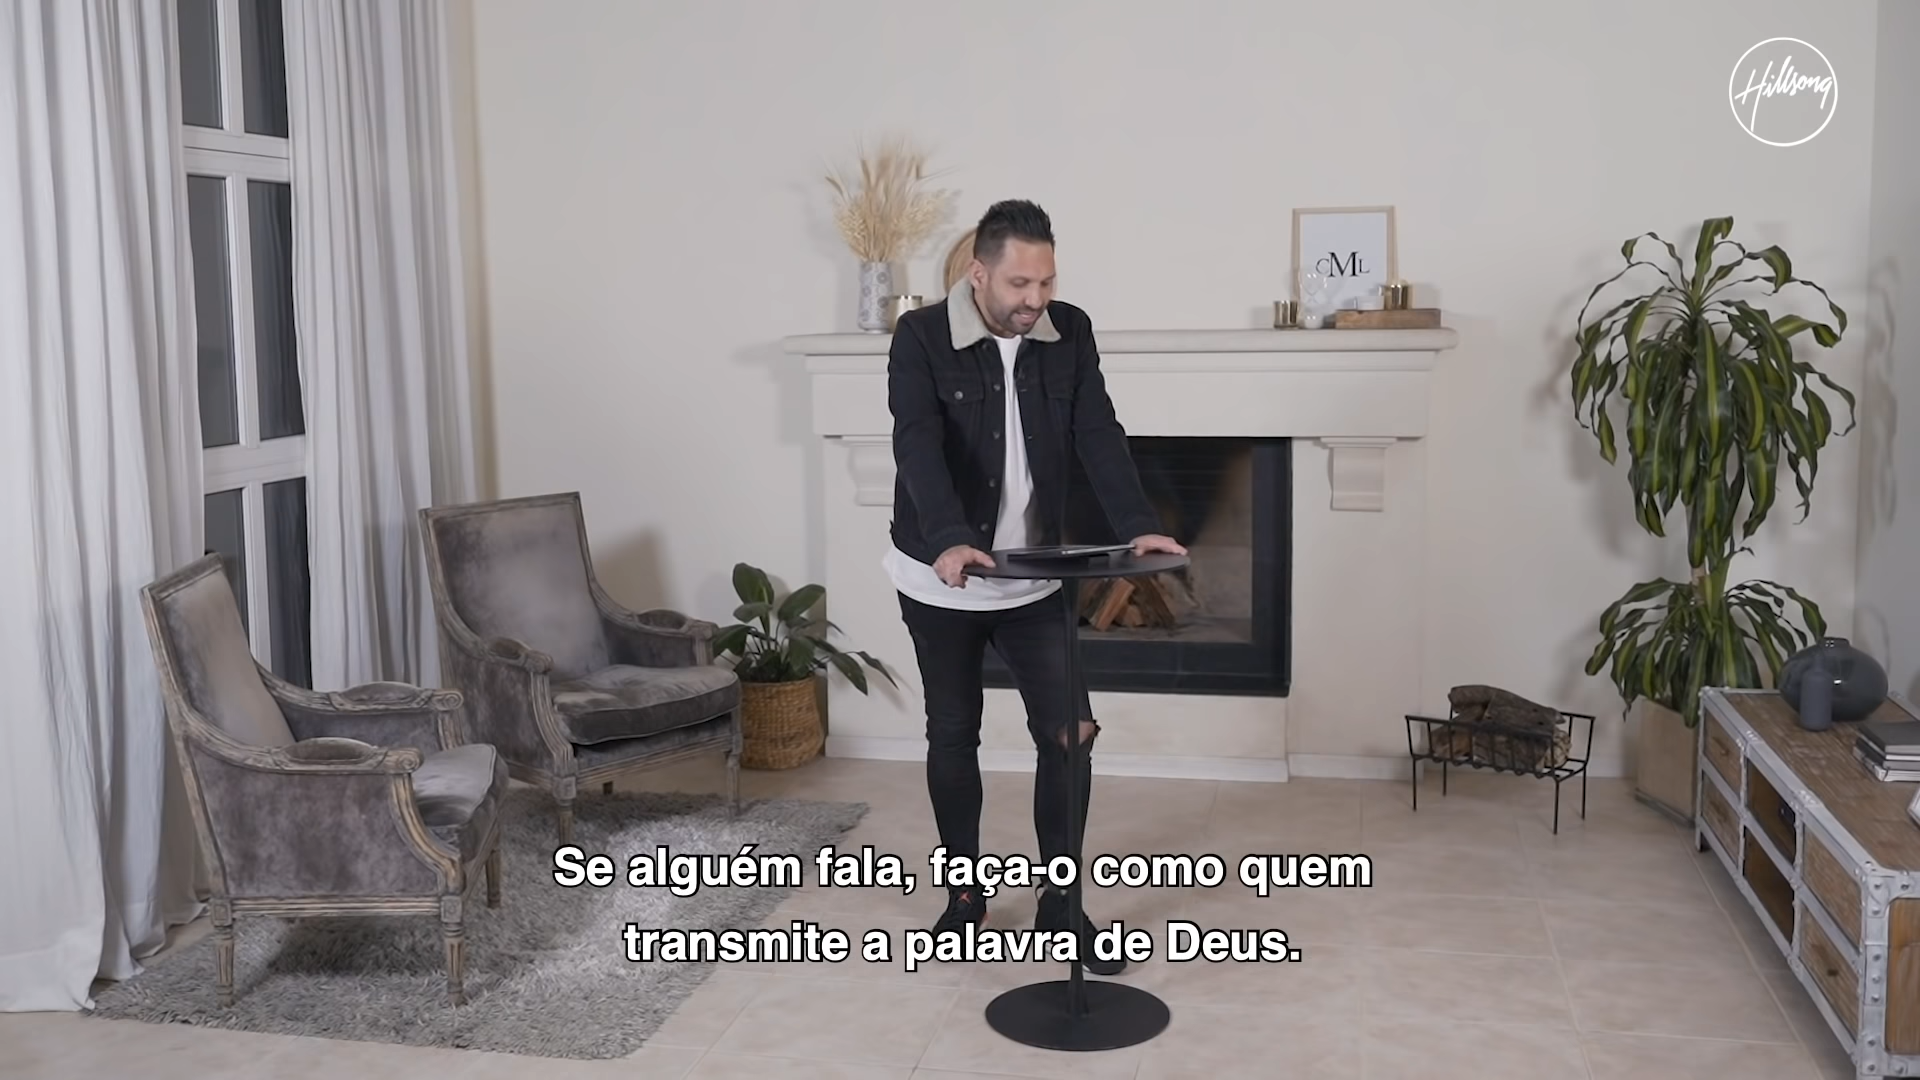 Hillsong
CML
Se alguém fala, faça-o como quem
transmite a palavra de Deus.